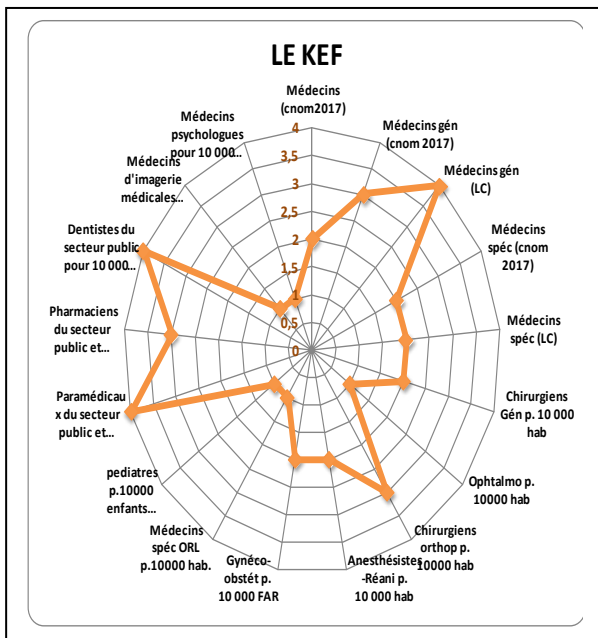 LE KEF
Médecins
(cnom2017)
Médecins gén
(cnom 2017)
Médecins gén
(LC)
Médecins
spéc (cnom
2017)
Médecins
spéc (LC)
Chirurgiens
Gén p. 10 000
hab
Ophtalmo p.
10000 hab
Chirurgiens
orthop p.
10000 hab
Anesthésistes
-Réani p.
10 000 hab
Gynéco-
obstét p.
10 000 FAR
Médecins
spéc ORL
p.10000 hab.
pediatres
p.10000
enfants...
Paramédicau
x du secteur
public et...
Pharmaciens
du secteur
public et...
Dentistes du
secteur public
pour 10 000...
Médecins
d'imagerie
médicales...
Médecins
psychologues
pour 10 000...
4
3,5
3
2,5
2
1,5
1
0,5
0